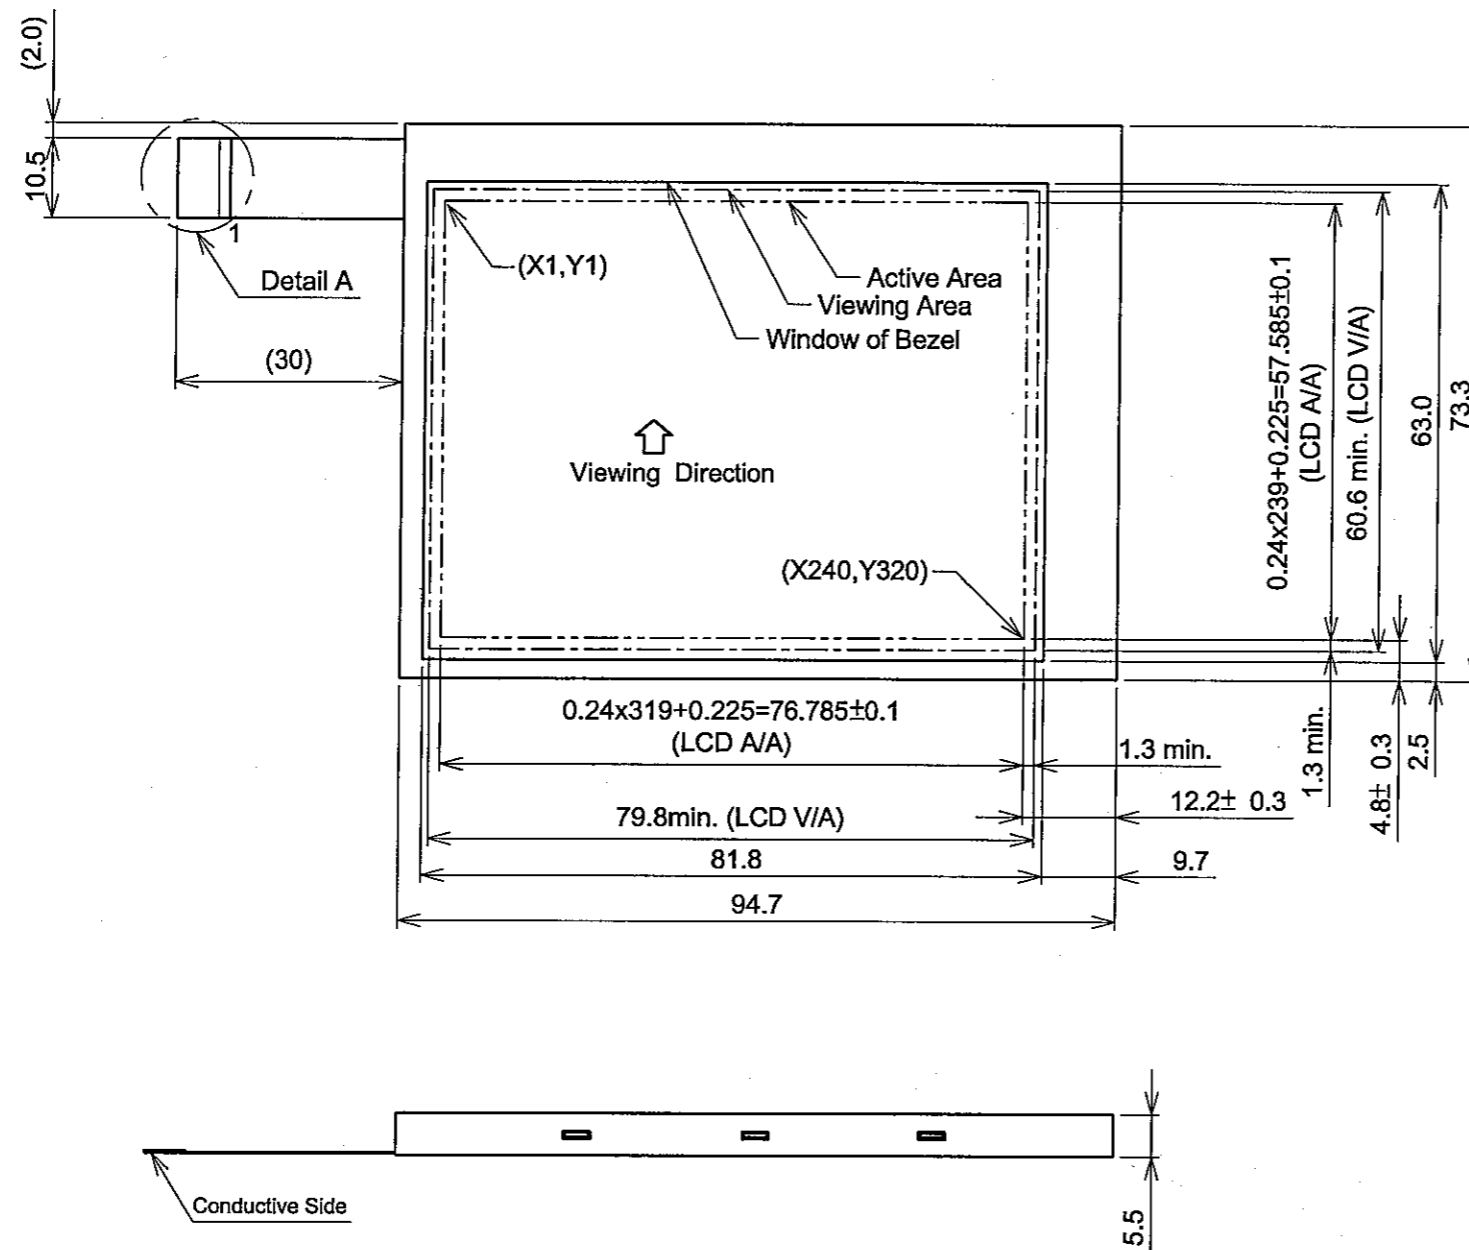 (2.0)
10.5
1
Detail A
(30)
(X1,Y1)
Active Area
Viewing Area
Window of Bezel
Viewing Direction
(X240,Y320)
0.24x239+0.225=57.585±0.1
(LCD A/A)
60.6 min. (LCD V/A)
63.0
73.3
0.24x319+0.225=76.785±0.1
(LCD A/A)
1.3 min.
1.3 min.
4.8± 0.3
2.5
12.2± 0.3
79.8min. (LCD V/A)
81.8
9.7
94.7
Conductive Side
5.5